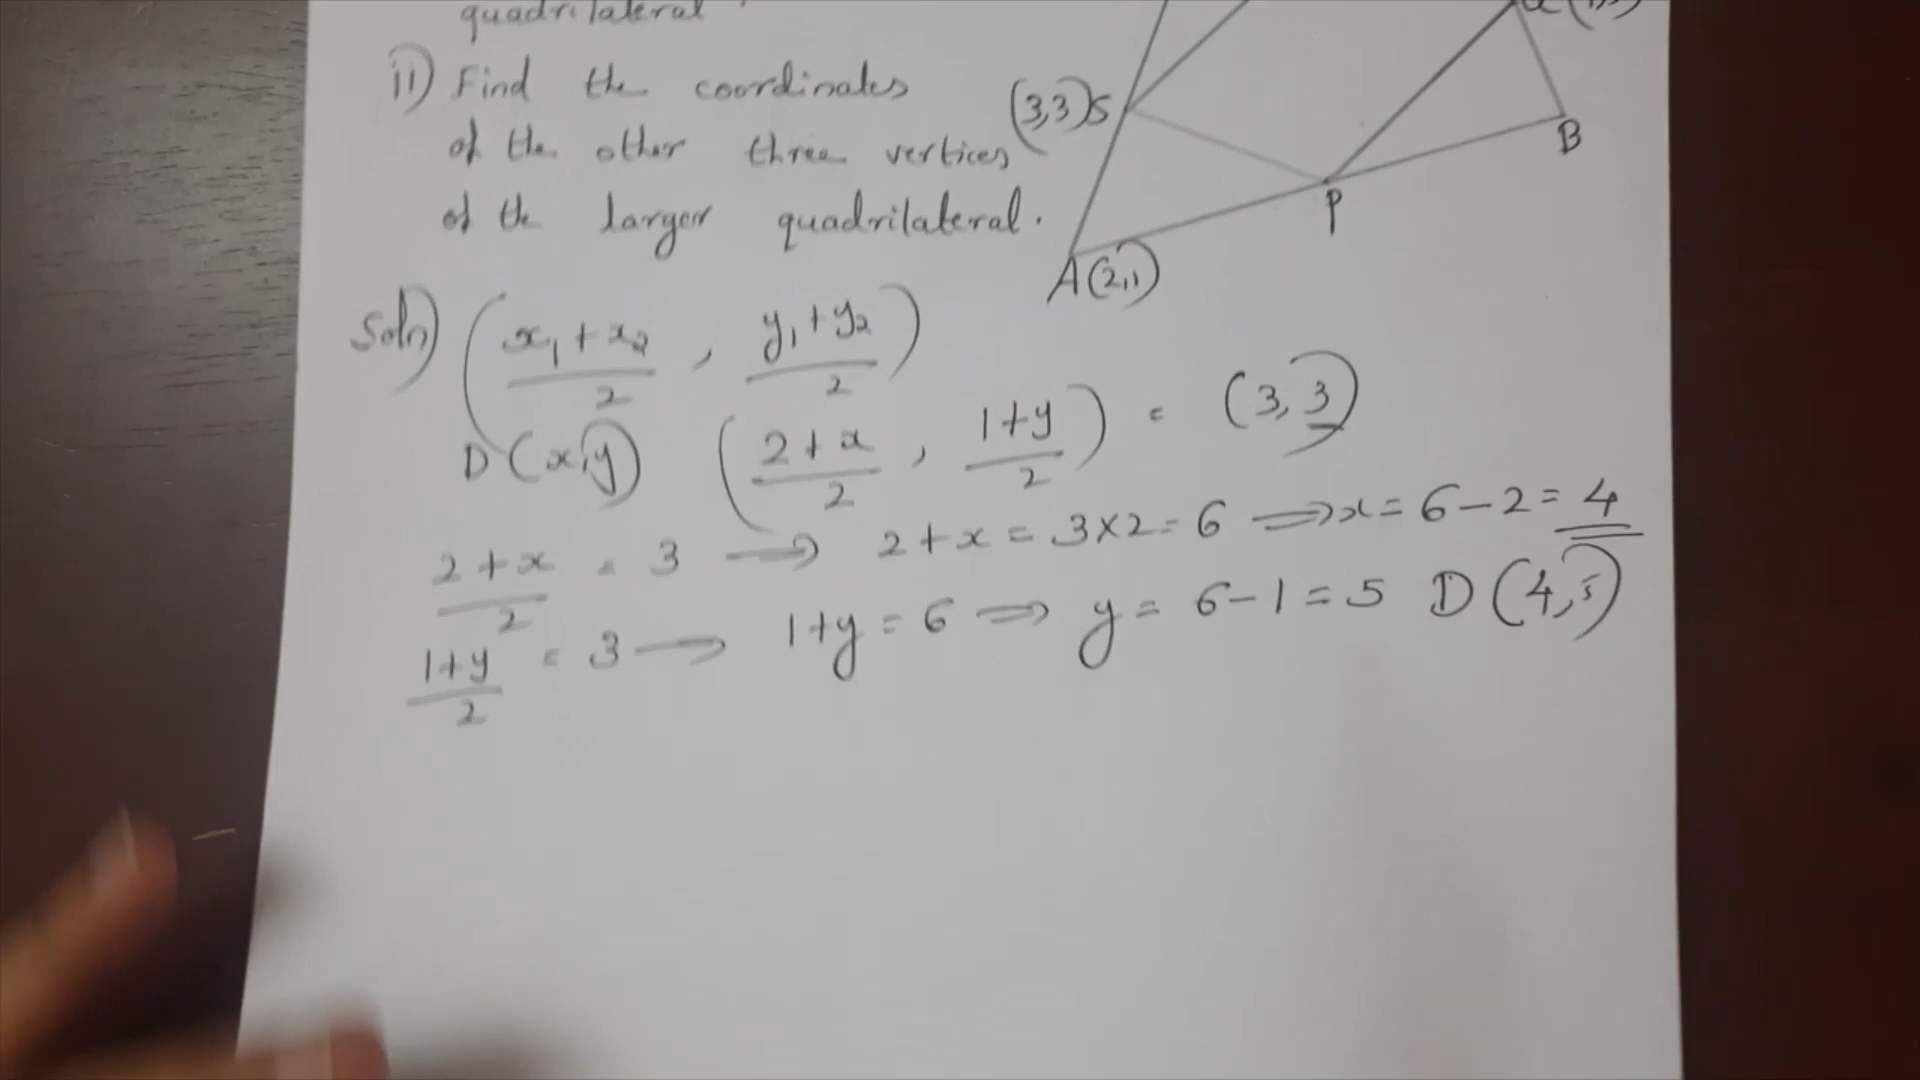 quadrilateral.
ii) Find the coordinates
of the other three vertices
of the larger quadrilateral.
(3,3) S
B
P
A (2,1)
Soln) ( x₁ + x₂ / 2 , y₁ + y₂ / 2 )
D (x,y) ( 2 + x / 2 , 1 + y / 2 ) = (3, 3)
2 + x / 2 = 3 → 2 + x = 3 × 2 = 6 ⟹ x = 6 - 2 = 4
1 + y / 2 = 3 → 1 + y = 6 ⟹ y = 6 - 1 = 5 D (4,5)